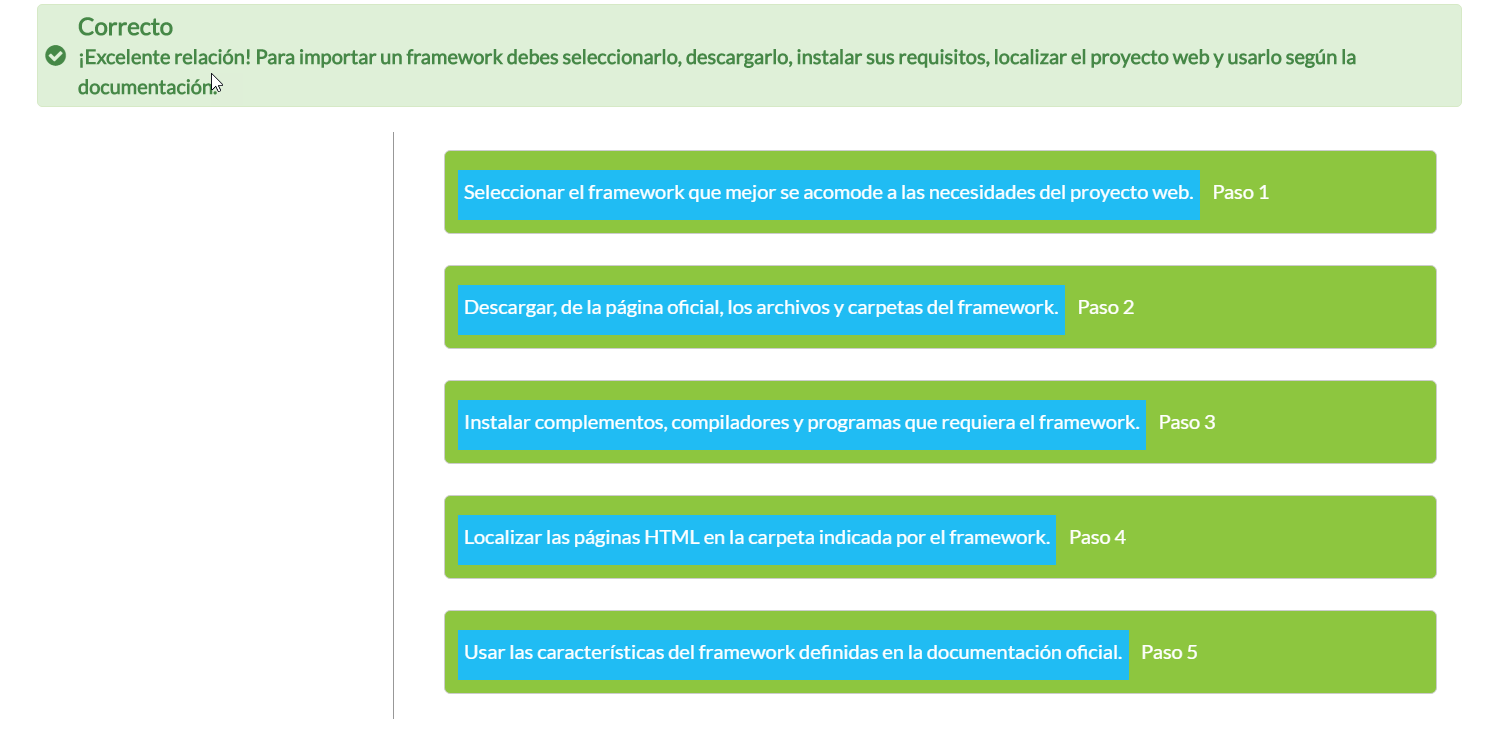 Correcto
¡Excelente relación! Para importar un framework debes seleccionarlo, descargarlo, instalar sus requisitos, localizar el proyecto web y usarlo según la
documentación.
Seleccionar el framework que mejor se acomode a las necesidades del proyecto web. Paso 1
Descargar, de la página oficial, los archivos y carpetas del framework. Paso 2
Instalar complementos, compiladores y programas que requiera el framework. Paso 3
Localizar las páginas HTML en la carpeta indicada por el framework. Paso 4
Usar las características del framework definidas en la documentación oficial. Paso 5